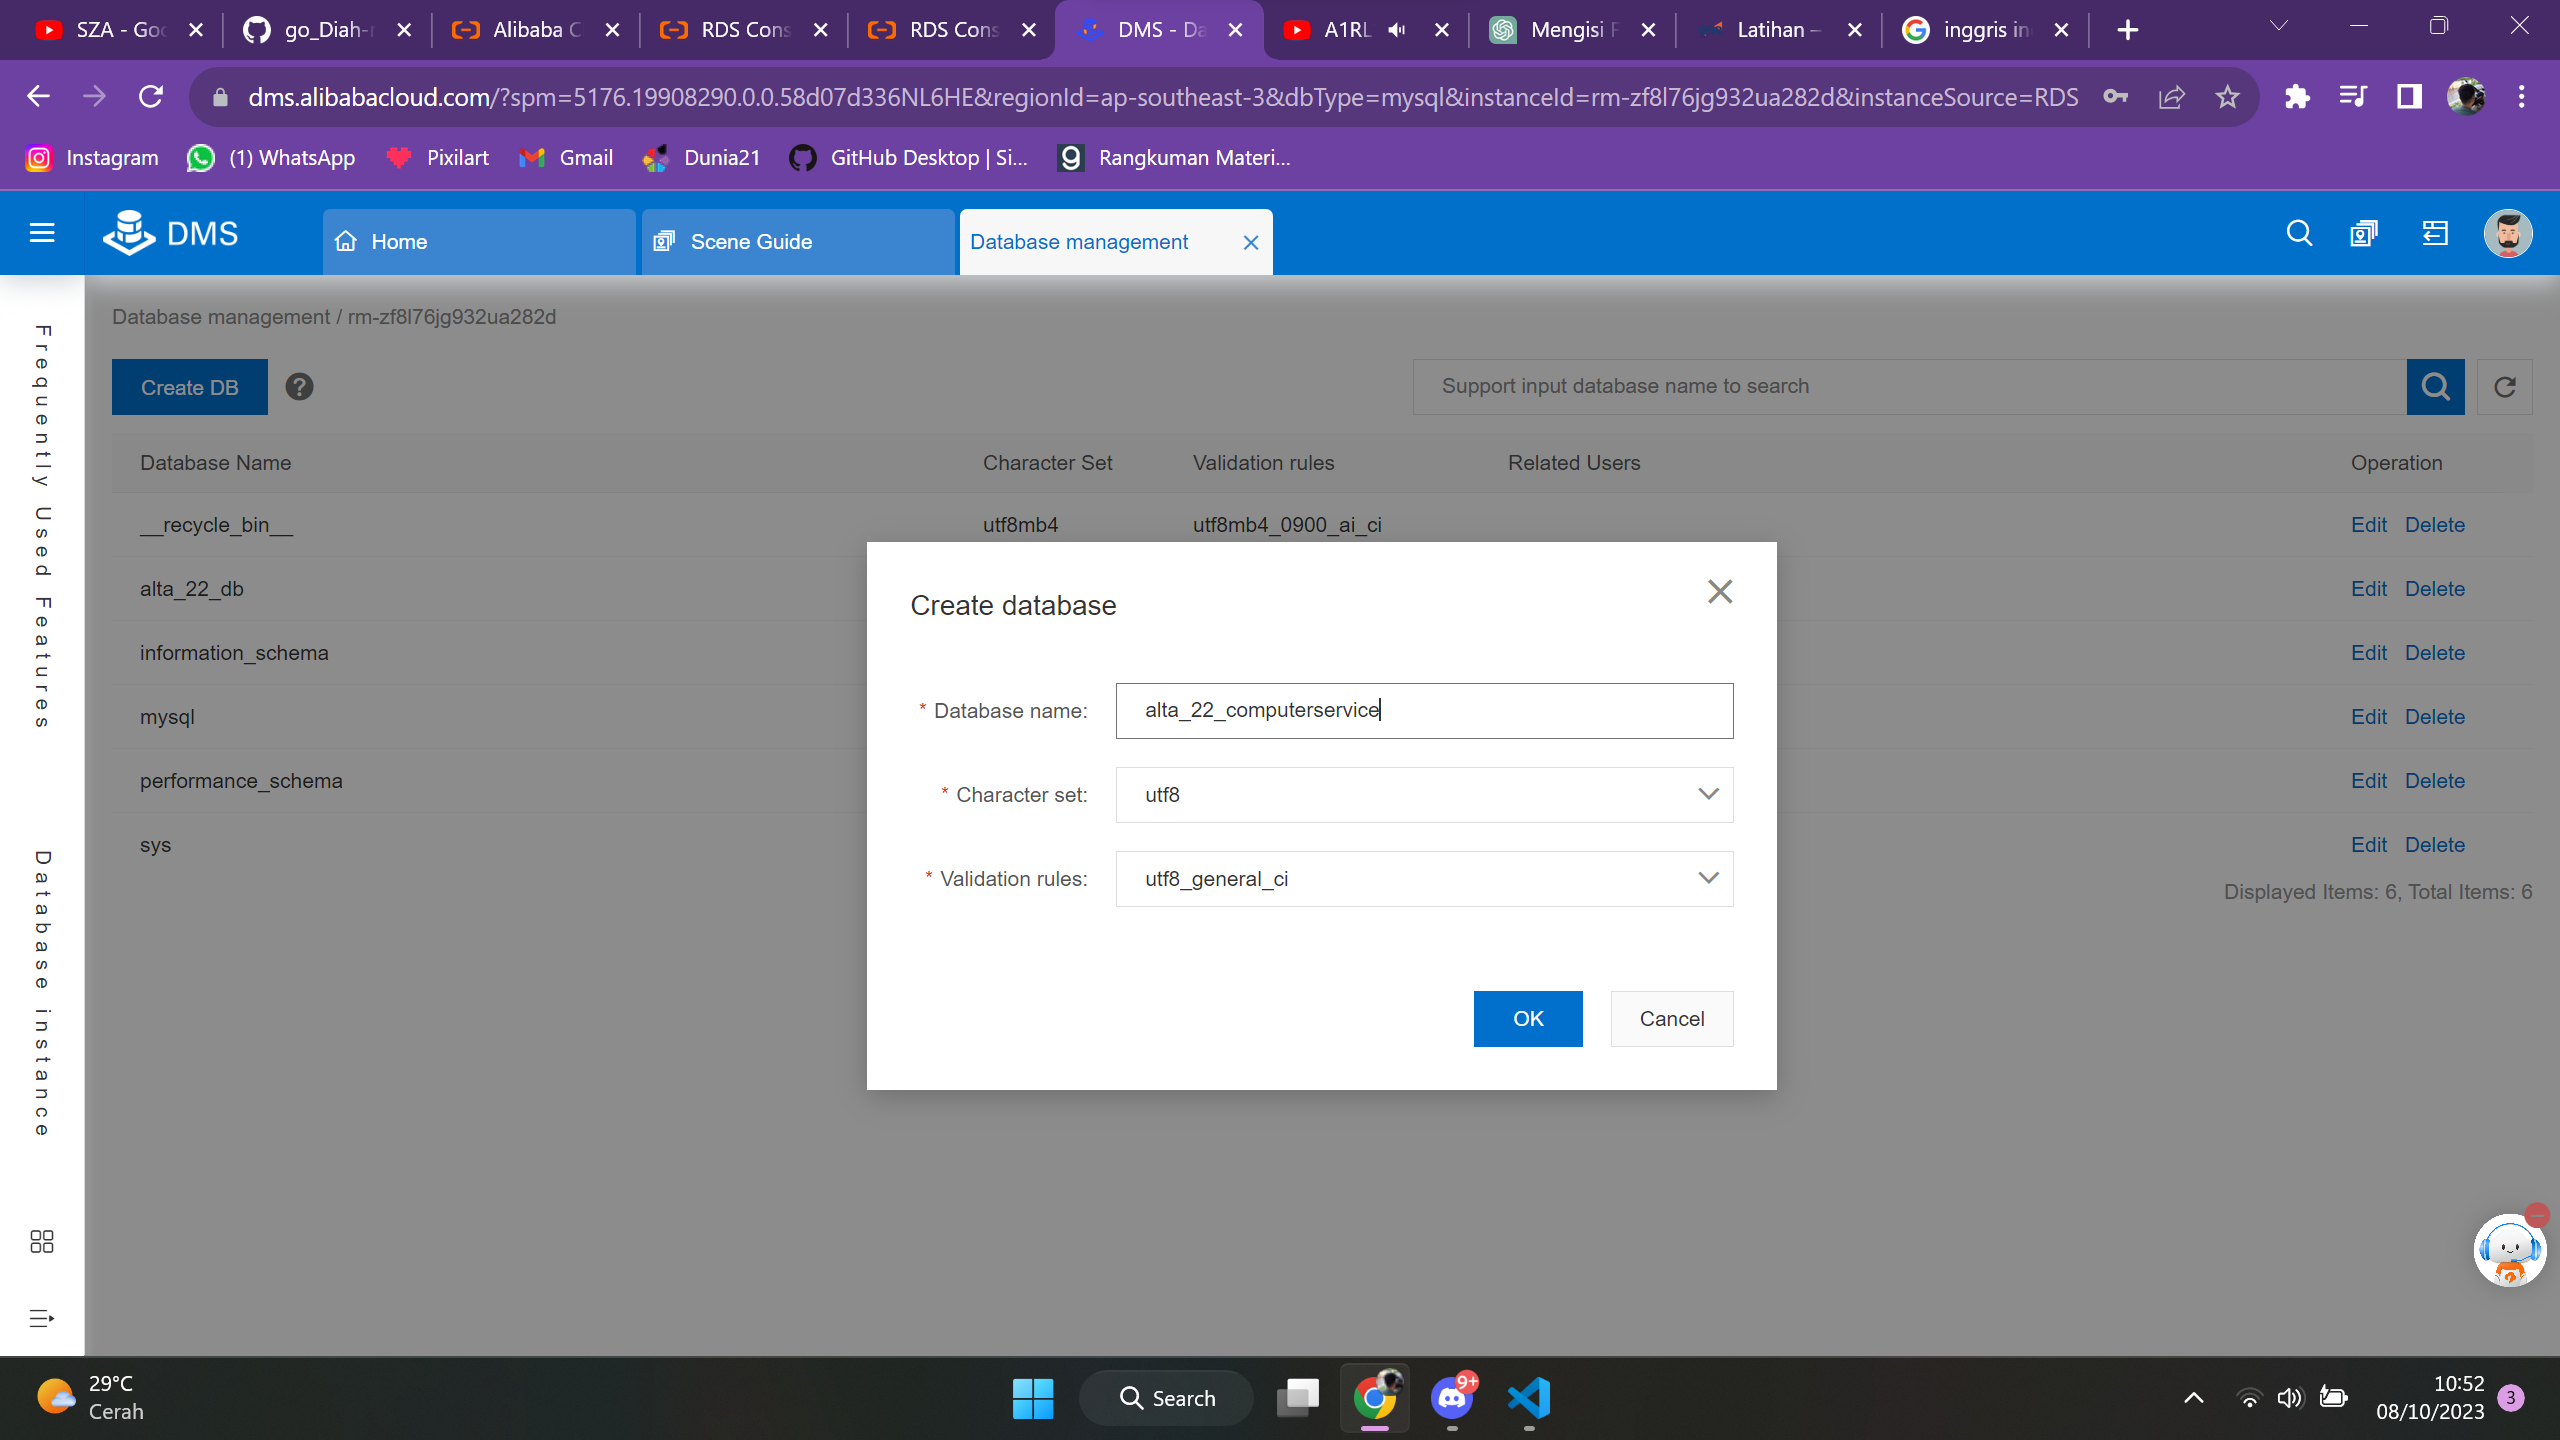 SZA - Goo
go_Diah-r
Alibaba C
RDS Cons
RDS Cons
DMS - Da
A1RL
Mengisi F
Latihan –
inggris in
dms.alibabacloud.com/?spm=5176.19908290.0.0.58d07d336NL6HE&regionId=ap-southeast-3&dbType=mysql&instanceId=rm-zf8l76jg932ua282d&instanceSource=RDS
Instagram
(1) WhatsApp
Pixilart
Gmail
Dunia21
GitHub Desktop | Si...
Rangkuman Materi...
DMS
Home
Scene Guide
Database management
Frequently Used Features
Database instance
Database management / rm-zf8l76jg932ua282d
Create DB
Support input database name to search
Database Name Character Set Validation rules Related Users Operation
__recycle_bin__ utf8mb4 utf8mb4_0900_ai_ci Edit Delete
alta_22_db Edit Delete
information_schema Edit Delete
mysql Edit Delete
performance_schema Edit Delete
sys Edit Delete
Displayed Items: 6, Total Items: 6
Create database
* Database name: alta_22_computerservice
* Character set: utf8
* Validation rules: utf8_general_ci
OK
Cancel
29°C
Cerah
Search
9+
10:52
08/10/2023
3